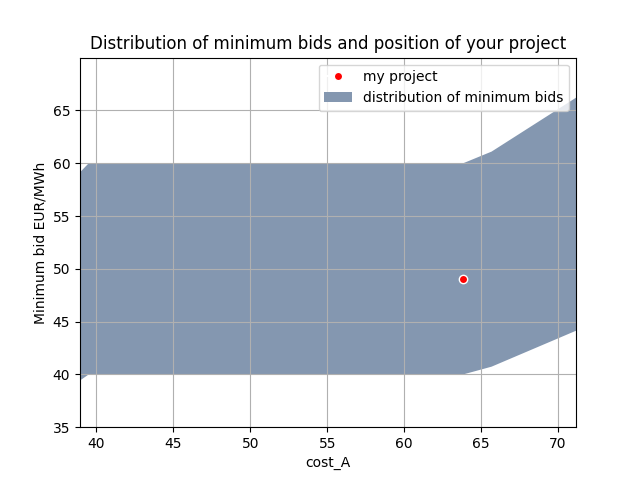 Distribution of minimum bids and position of your project
my project
distribution of minimum bids
Minimum bid EUR/MWh
65
60
55
50
45
40
35
40 45 50 55 60 65 70
cost_A